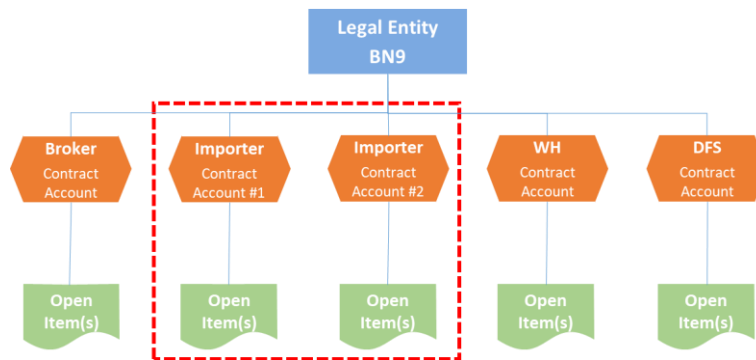 Legal Entity
BN9
Broker
Contract
Account
Importer
Contract
Account #1
Importer
Contract
Account #2
WH
Contract
Account
DFS
Contract
Account
Open
Item(s)
Open
Item(s)
Open
Item(s)
Open
Item(s)
Open
Item(s)